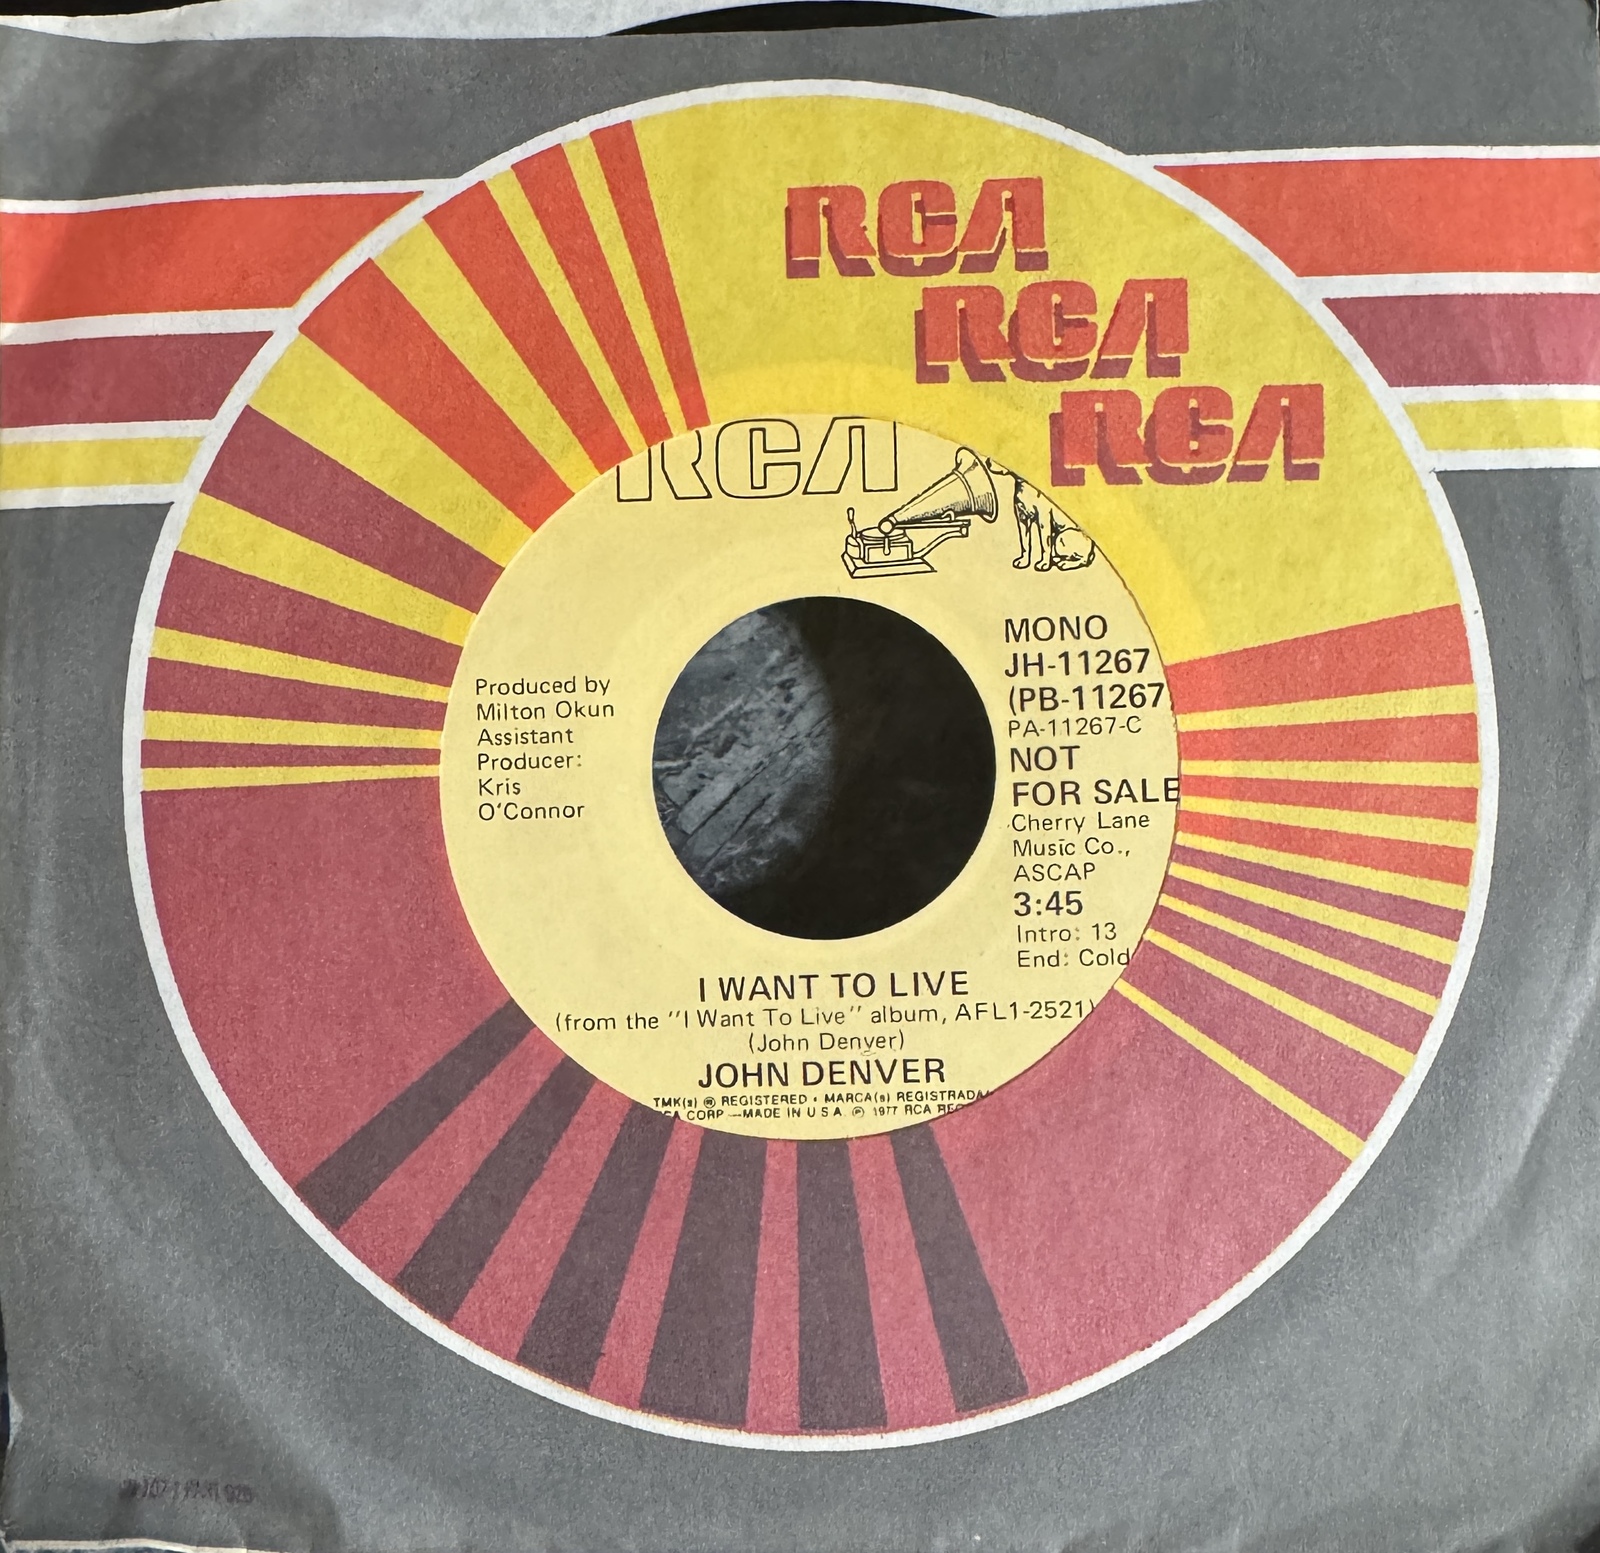 RCA
RCA
RCA
RCA
MONO
JH-11267
(PB-11267
PA-11267-C
NOT
FOR SALE
Cherry Lane
Music Co.,
ASCAP
3:45
Intro: 13
End: Cold
Produced by
Milton Okun
Assistant
Producer:
Kris
O'Connor
I WANT TO LIVE
(from the "I Want To Live" album, AFL1-2521)
(John Denver)
JOHN DENVER
TMK(s) ® REGISTERED • MARCA(s) REGISTRADA
CORP.—MADE IN U.S.A. ℗ 1977 RCA